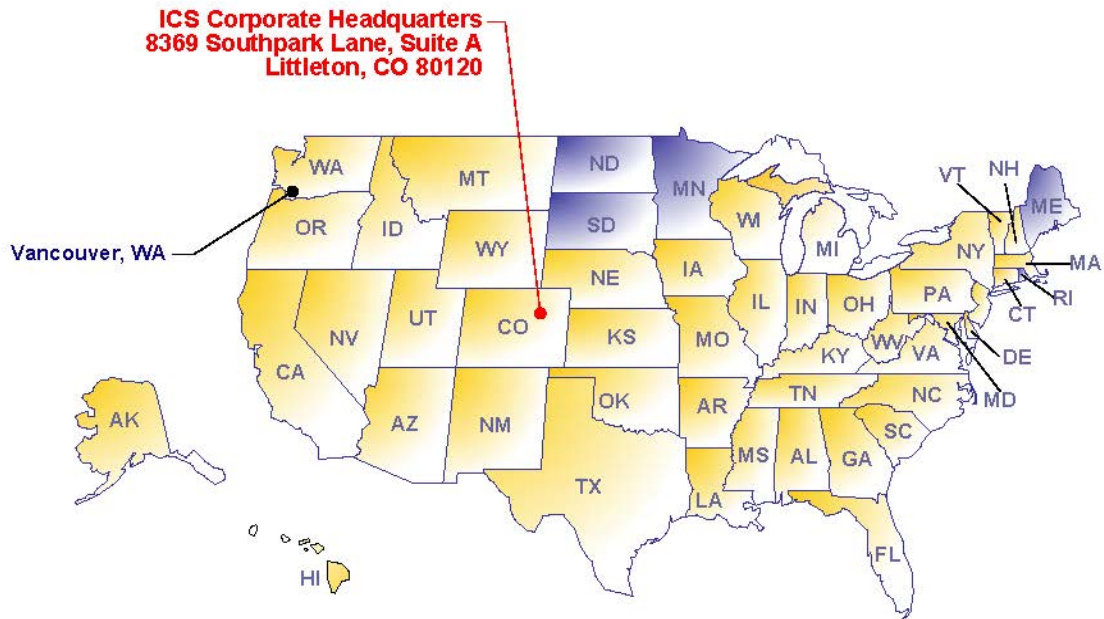 ICS Corporate Headquarters
8369 Southpark Lane, Suite A
Littleton, CO 80120
WA
MT
ND
MN
VT
NH
ME
OR
ID
WY
SD
WI
MI
NY
MA
Vancouver, WA
NE
IA
PA
RI
CT
NV
UT
CO
KS
MO
IL
IN
OH
WV
VA
DE
MD
CA
KY
AK
AZ
NM
OK
AR
TN
NC
SC
TX
MS
AL
GA
LA
FL
HI